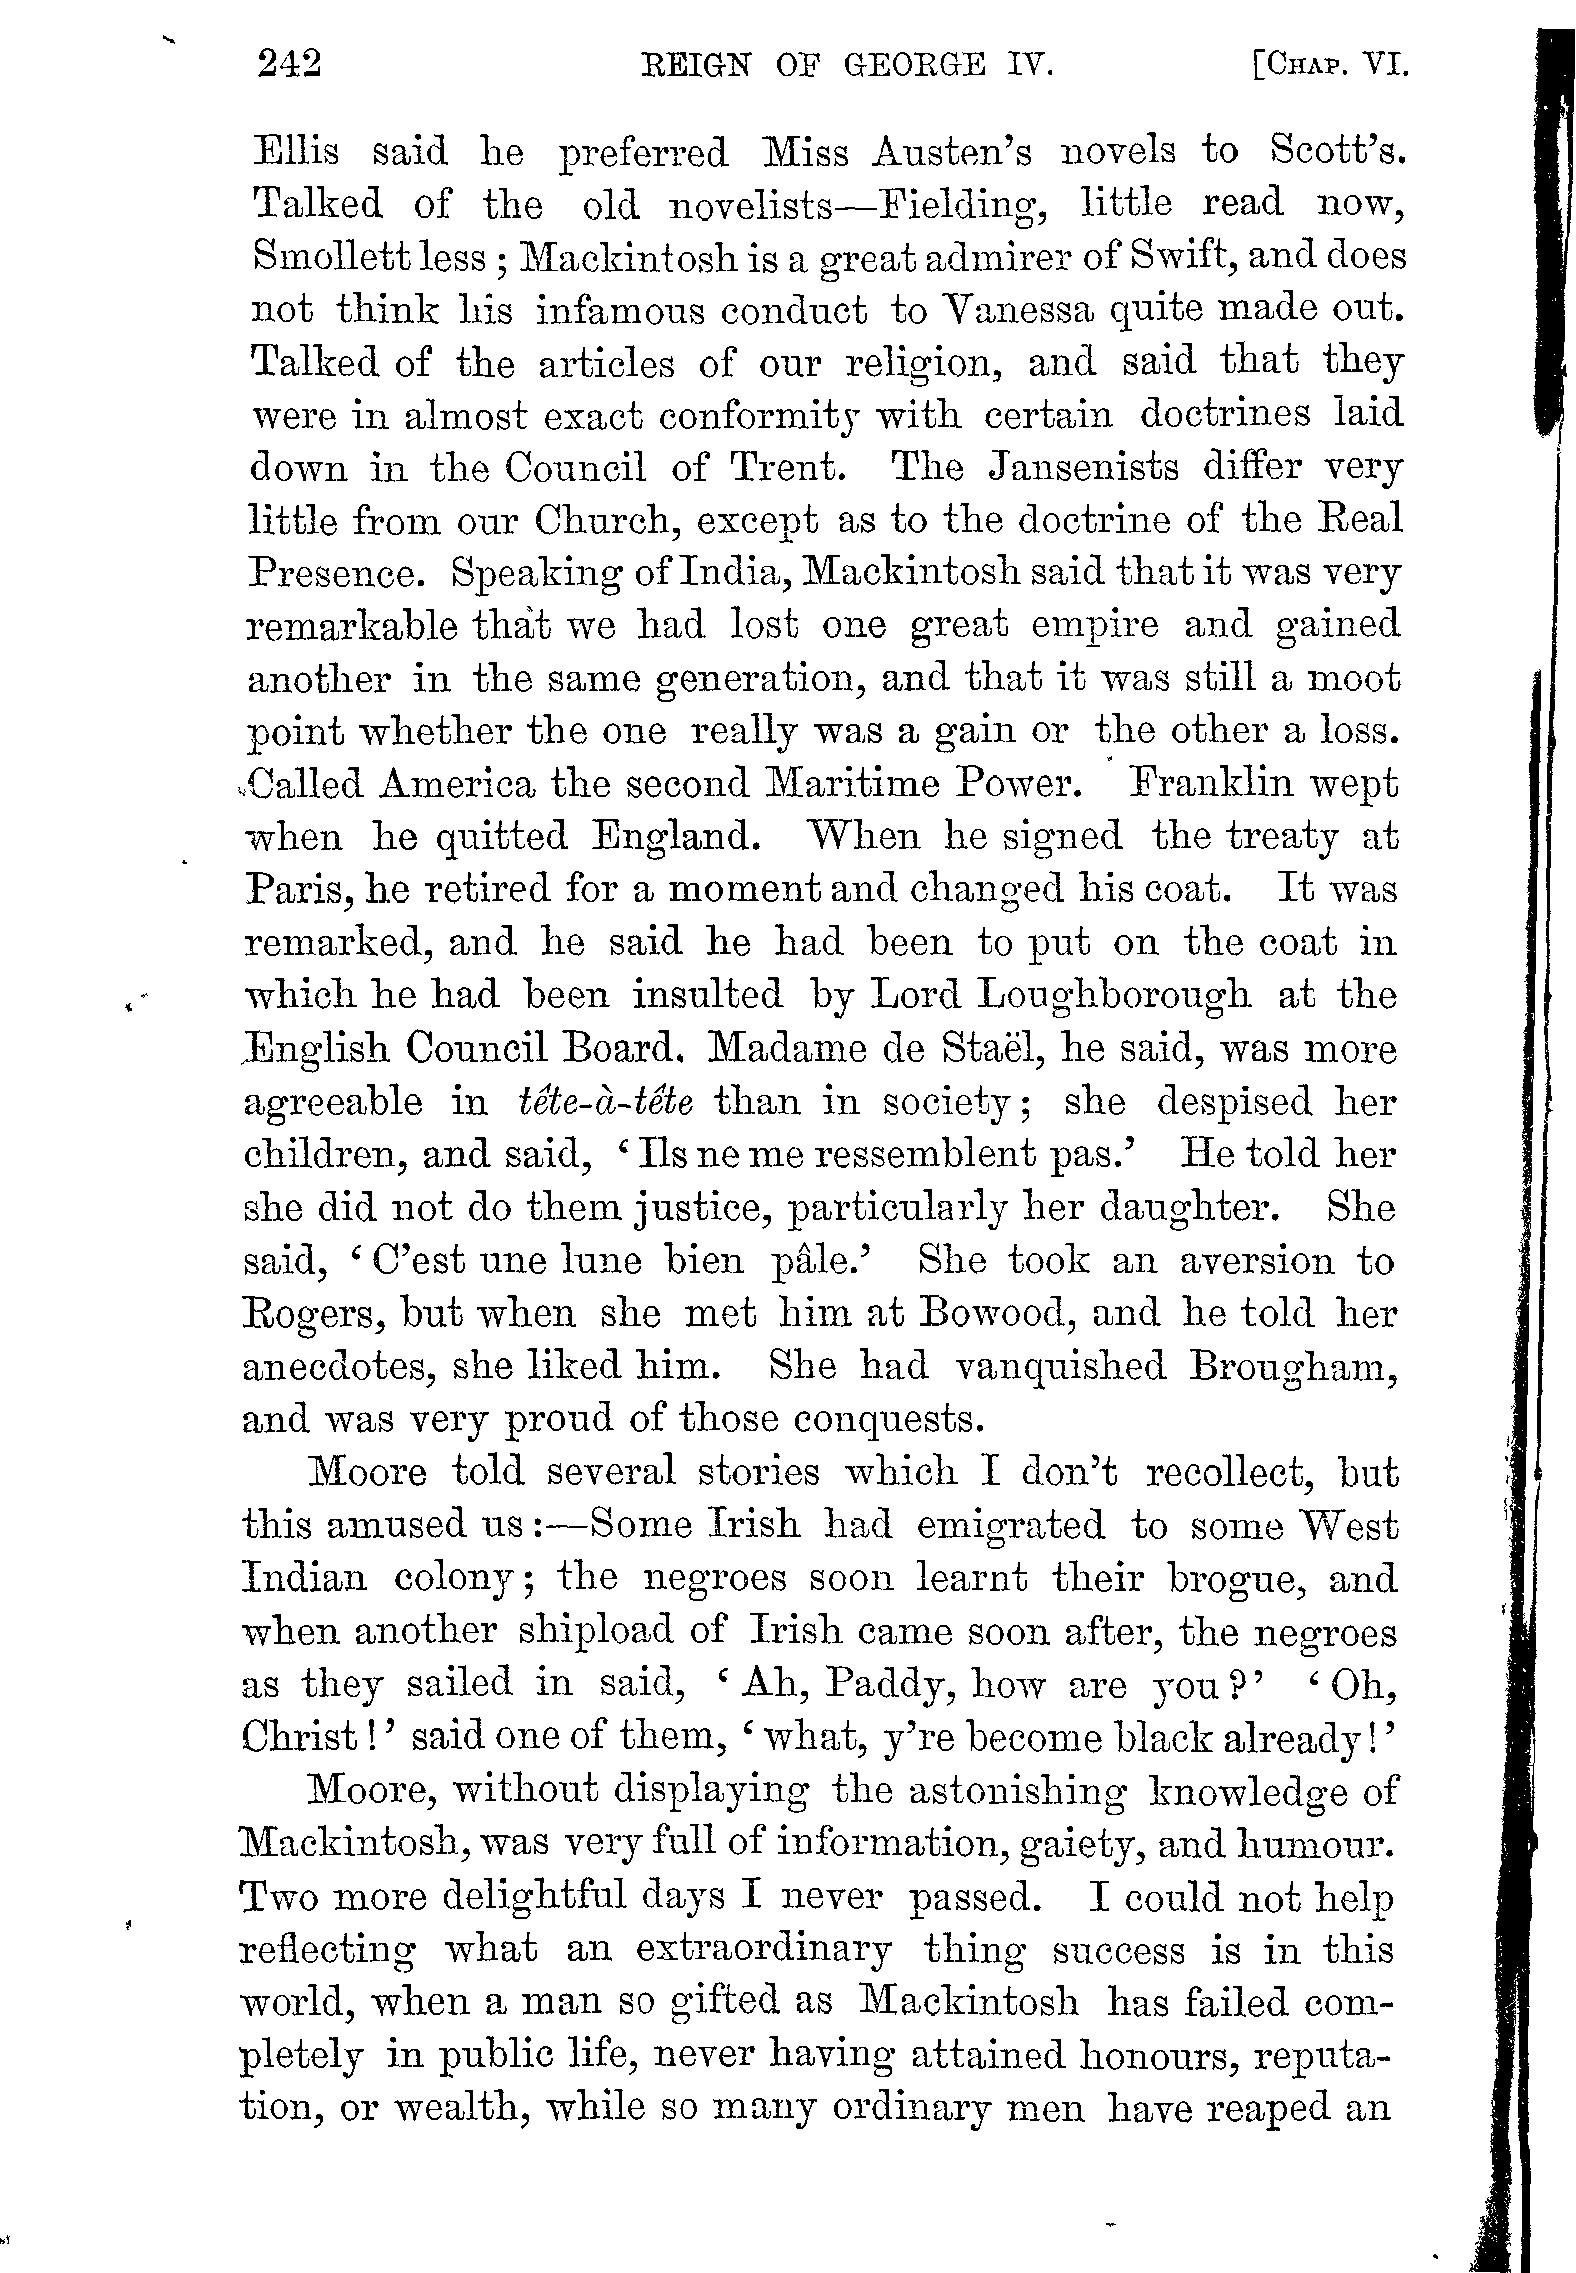 242 REIGN OF GEORGE IV. [CHAP. VI.
Ellis said he preferred Miss Austen's novels to Scott's.
Talked of the old novelists—Fielding, little read now,
Smollett less; Mackintosh is a great admirer of Swift, and does
not think his infamous conduct to Vanessa quite made out.
Talked of the articles of our religion, and said that they
were in almost exact conformity with certain doctrines laid
down in the Council of Trent. The Jansenists differ very
little from our Church, except as to the doctrine of the Real
Presence. Speaking of India, Mackintosh said that it was very
remarkable that we had lost one great empire and gained
another in the same generation, and that it was still a moot
point whether the one really was a gain or the other a loss.
Called America the second Maritime Power. Franklin wept
when he quitted England. When he signed the treaty at
Paris, he retired for a moment and changed his coat. It was
remarked, and he said he had been to put on the coat in
which he had been insulted by Lord Loughborough at the
English Council Board. Madame de Staël, he said, was more
agreeable in tête-à-tête than in society; she despised her
children, and said, ‘Ils ne me ressemblent pas.’ He told her
she did not do them justice, particularly her daughter. She
said, ‘C'est une lune bien pâle.’ She took an aversion to
Rogers, but when she met him at Bowood, and he told her
anecdotes, she liked him. She had vanquished Brougham,
and was very proud of those conquests.
Moore told several stories which I don't recollect, but
this amused us:—Some Irish had emigrated to some West
Indian colony; the negroes soon learnt their brogue, and
when another shipload of Irish came soon after, the negroes
as they sailed in said, ‘Ah, Paddy, how are you?’ ‘Oh,
Christ!’ said one of them, ‘what, y're become black already!’
Moore, without displaying the astonishing knowledge of
Mackintosh, was very full of information, gaiety, and humour.
Two more delightful days I never passed. I could not help
reflecting what an extraordinary thing success is in this
world, when a man so gifted as Mackintosh has failed com-
pletely in public life, never having attained honours, reputa-
tion, or wealth, while so many ordinary men have reaped an